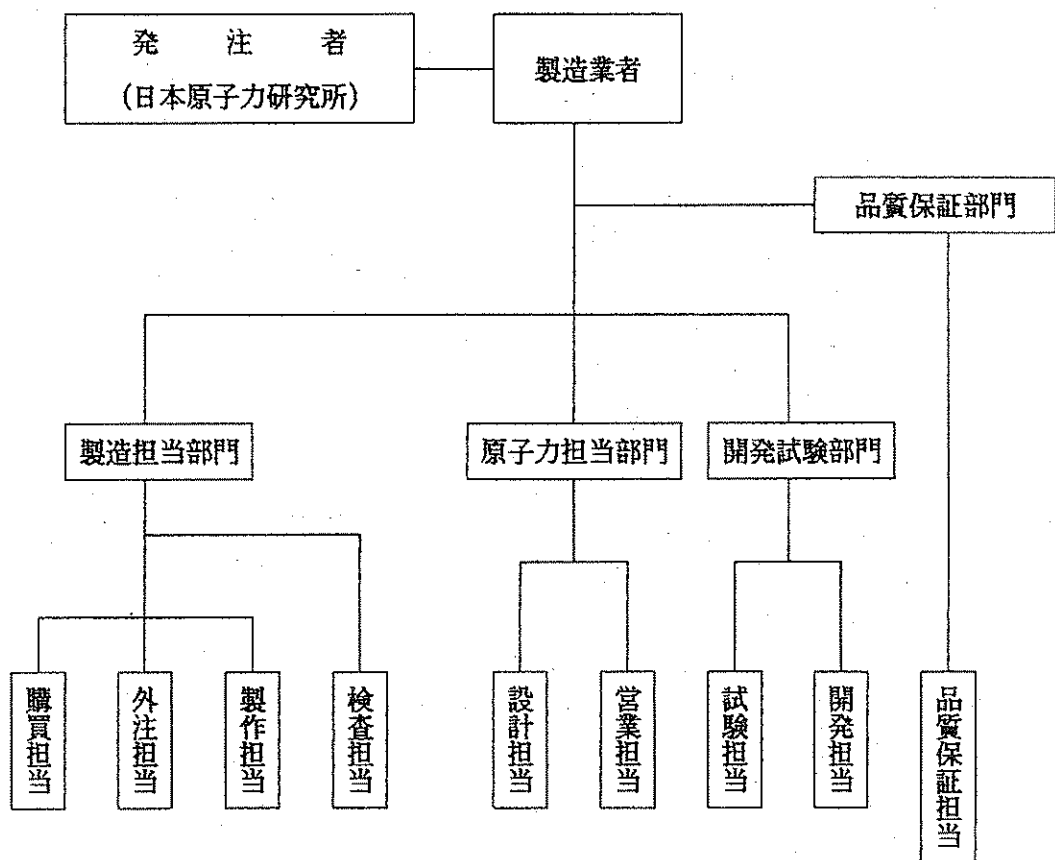 発注者
(日本原子力研究所)
製造業者
品質保証部門
製造担当部門
原子力担当部門
開発試験部門
購買担当
外注担当
製作担当
検査担当
設計担当
営業担当
試験担当
開発担当
品質保証担当